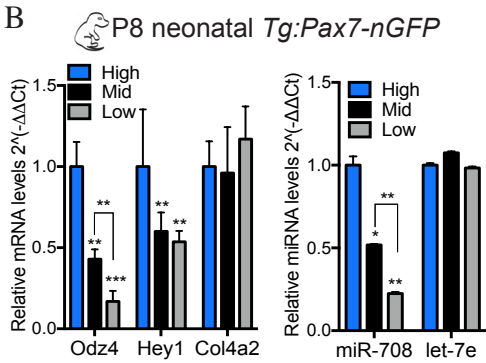 B
P8 neonatal Tg:Pax7-nGFP
Relative mRNA levels 2^(-ΔΔCt)
1.5
1.0
0.5
0.0
High
Mid
Low
**
**
***
**
**
Odz4 Hey1 Col4a2
Relative miRNA levels 2^(-ΔΔCt)
1.5
1.0
0.5
0.0
High
Mid
Low
**
*
**
miR-708 let-7e